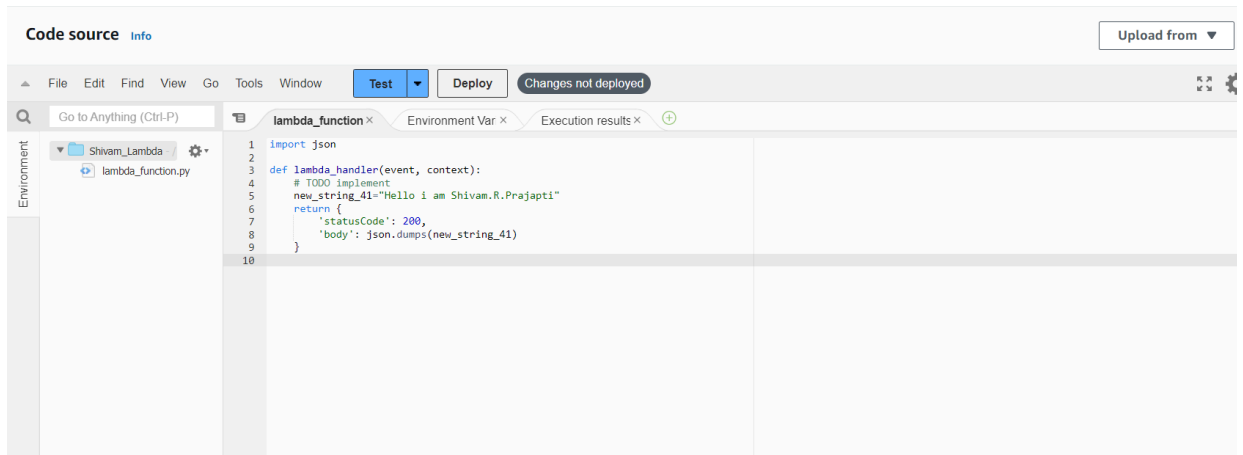 Code source Info
Upload from
File Edit Find View Go Tools Window Test Deploy Changes not deployed
Go to Anything (Ctrl-P)
lambda_function × Environment Var × Execution results ×
Environment
Shivam_Lambda - /
lambda_function.py
1 import json
2
3 def lambda_handler(event, context):
4 # TODO implement
5 new_string_41="Hello i am Shivam.R.Prajapti"
6 return {
7 'statusCode': 200,
8 'body': json.dumps(new_string_41)
9 }
10